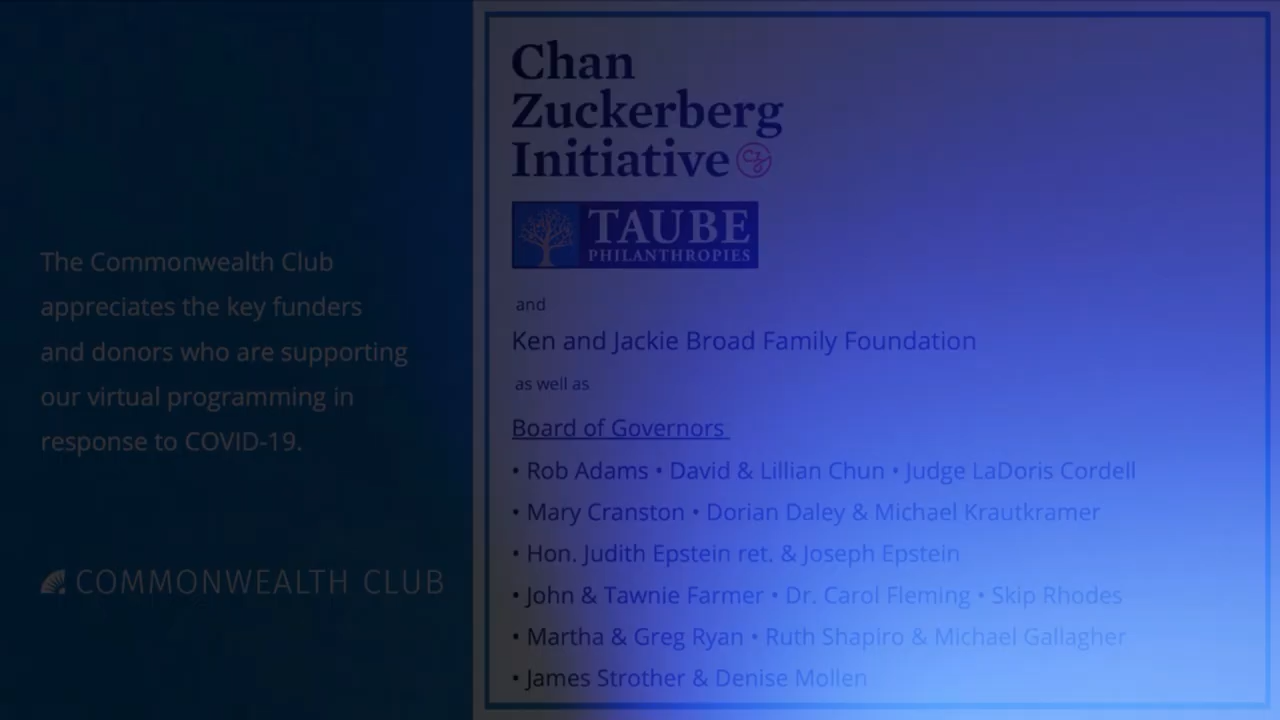 The Commonwealth Club
appreciates the key funders
and donors who are supporting
our virtual programming in
response to COVID-19.
COMMONWEALTH CLUB
Chan
Zuckerberg
Initiative
TAUBE
PHILANTHROPIES
and
Ken and Jackie Broad Family Foundation
as well as
Board of Governors
• Rob Adams • David & Lillian Chun • Judge LaDoris Cordell
• Mary Cranston • Dorian Daley & Michael Krautkramer
• Hon. Judith Epstein ret. & Joseph Epstein
• John & Tawnie Farmer • Dr. Carol Fleming • Skip Rhodes
• Martha & Greg Ryan • Ruth Shapiro & Michael Gallagher
• James Strother & Denise Mollen